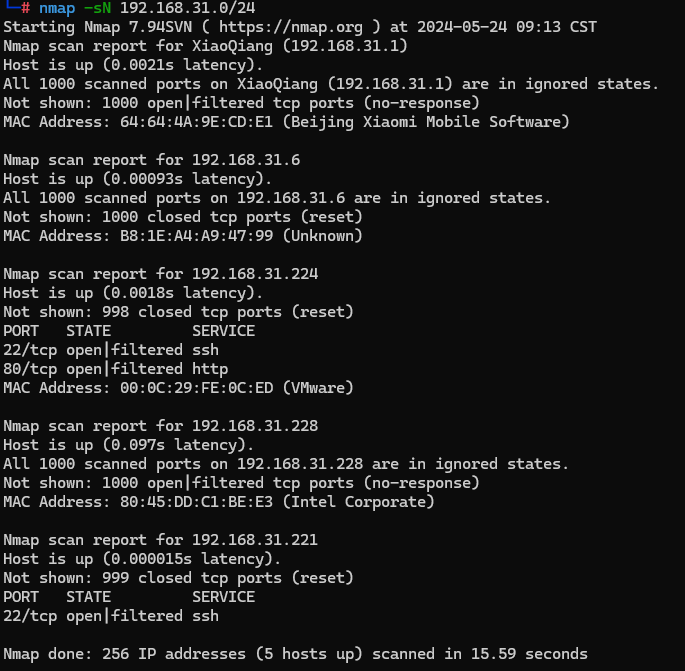 └─# nmap -sN 192.168.31.0/24
Starting Nmap 7.94SVN ( https://nmap.org ) at 2024-05-24 09:13 CST
Nmap scan report for XiaoQiang (192.168.31.1)
Host is up (0.0021s latency).
All 1000 scanned ports on XiaoQiang (192.168.31.1) are in ignored states.
Not shown: 1000 open|filtered tcp ports (no-response)
MAC Address: 64:64:4A:9E:CD:E1 (Beijing Xiaomi Mobile Software)

Nmap scan report for 192.168.31.6
Host is up (0.00093s latency).
All 1000 scanned ports on 192.168.31.6 are in ignored states.
Not shown: 1000 closed tcp ports (reset)
MAC Address: B8:1E:A4:A9:47:99 (Unknown)

Nmap scan report for 192.168.31.224
Host is up (0.0018s latency).
Not shown: 998 closed tcp ports (reset)
PORT   STATE         SERVICE
22/tcp open|filtered ssh
80/tcp open|filtered http
MAC Address: 00:0C:29:FE:0C:ED (VMware)

Nmap scan report for 192.168.31.228
Host is up (0.097s latency).
All 1000 scanned ports on 192.168.31.228 are in ignored states.
Not shown: 1000 open|filtered tcp ports (no-response)
MAC Address: 80:45:DD:C1:BE:E3 (Intel Corporate)

Nmap scan report for 192.168.31.221
Host is up (0.000015s latency).
Not shown: 999 closed tcp ports (reset)
PORT   STATE         SERVICE
22/tcp open|filtered ssh

Nmap done: 256 IP addresses (5 hosts up) scanned in 15.59 seconds